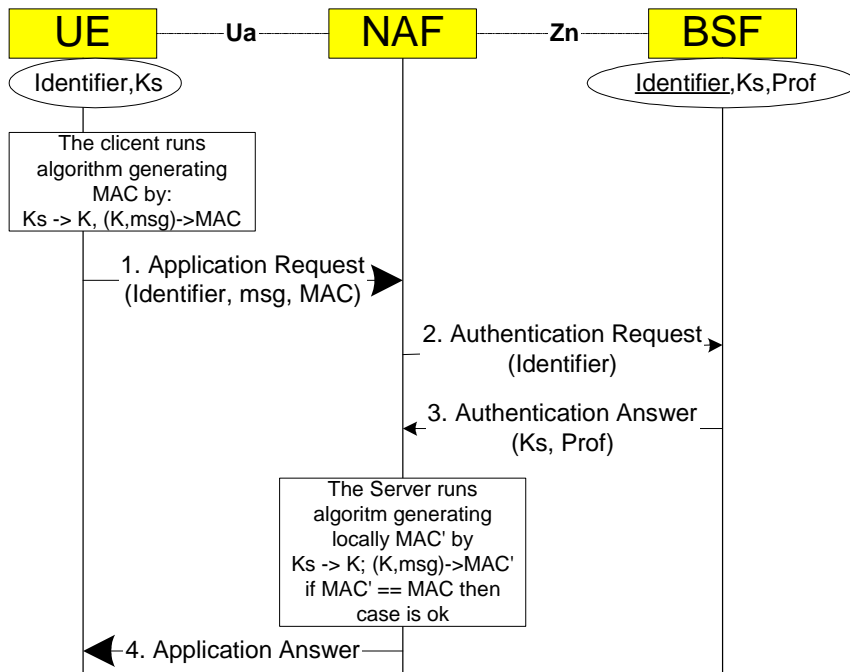 UE
Ua
NAF
Zn
BSF
Identifier,Ks
Identifier,Ks,Prof
The clicent runs
algorithm generating
MAC by:
Ks -> K, (K,msg)->MAC
1. Application Request
(Identifier, msg, MAC)
2. Authentication Request
(Identifier)
3. Authentication Answer
(Ks, Prof)
The Server runs
algoritm generating
locally MAC' by
Ks -> K; (K,msg)->MAC'
if MAC' == MAC then
case is ok
4. Application Answer